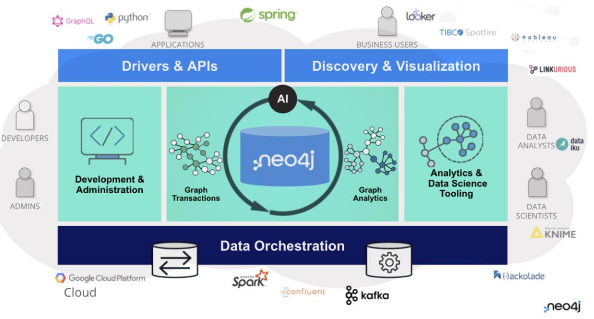 GraphQL
python
GO
spring
looker
TIBCO Spotfire
+ a b l e a u
LINKURIOUS
APPLICATIONS
BUSINESS USERS
Drivers & APIs
Discovery & Visualization
AI
DEVELOPERS
ADMINS
Development &
Administration
Graph
Transactions
:neo4j
Graph
Analytics
Analytics &
Data Science
Tooling
DATA
ANALYSTS
data
iku
DATA
SCIENTISTS
KNIME
Data Orchestration
Google Cloud Platform
Cloud
APACHE
Spark
confluent
kafka
(-)ackolade
:neo4j